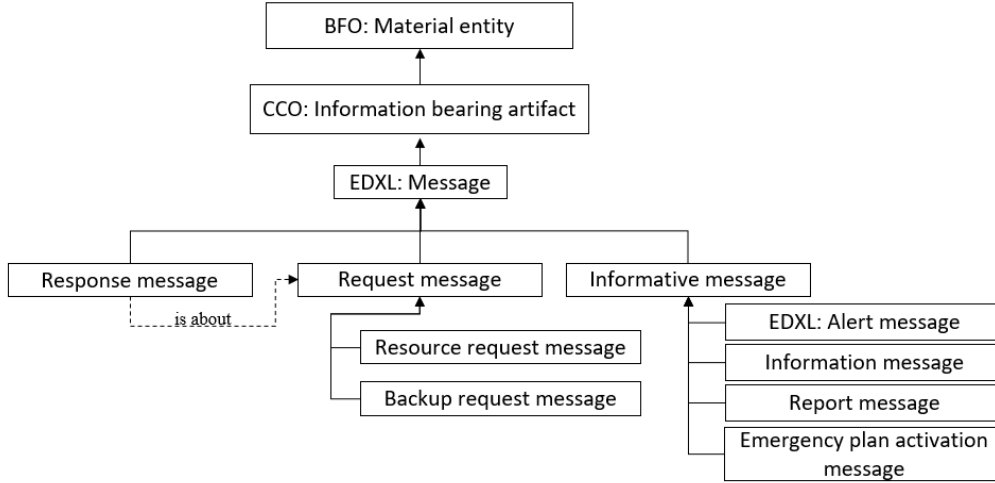 BFO: Material entity
CCO: Information bearing artifact
EDXL: Message
Response message
Request message
Informative message
is about
Resource request message
Backup request message
EDXL: Alert message
Information message
Report message
Emergency plan activation
message